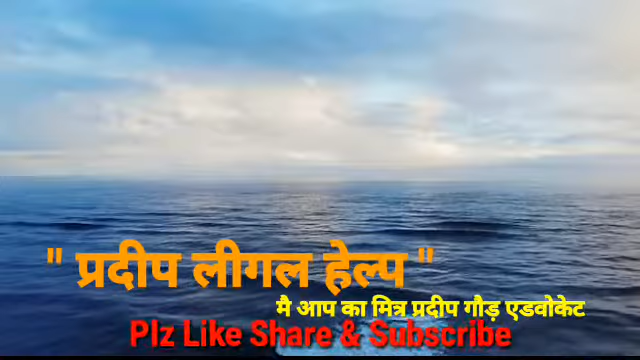 " प्रदीप लीगल हेल्प "
मै आप का मित्र प्रदीप गौड़ एडवोकेट
Plz Like Share & Subscribe